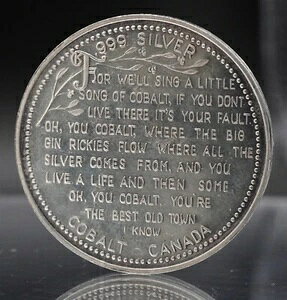 .999 SILVER
FOR WE'LL SING A LITTLE
SONG OF COBALT, IF YOU DON'T
LIVE THERE IT'S YOUR FAULT.
OH, YOU COBALT, WHERE THE BIG
GIN RICKIES FLOW WHERE ALL THE
SILVER COMES FROM, AND YOU
LIVE A LIFE AND THEN SOME
OH, YOU COBALT. YOU'RE
THE BEST OLD TOWN
I KNOW
COBALT - CANADA